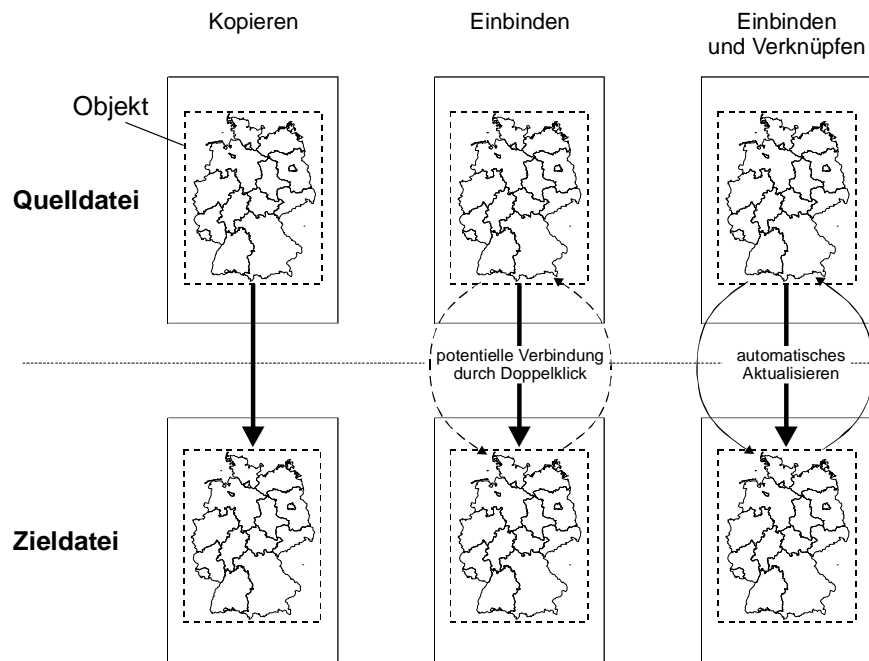 Kopieren
Einbinden
Einbinden
und Verknüpfen
Objekt
Quelldatei
potentielle Verbindung
durch Doppelklick
automatisches
Aktualisieren
Zieldatei